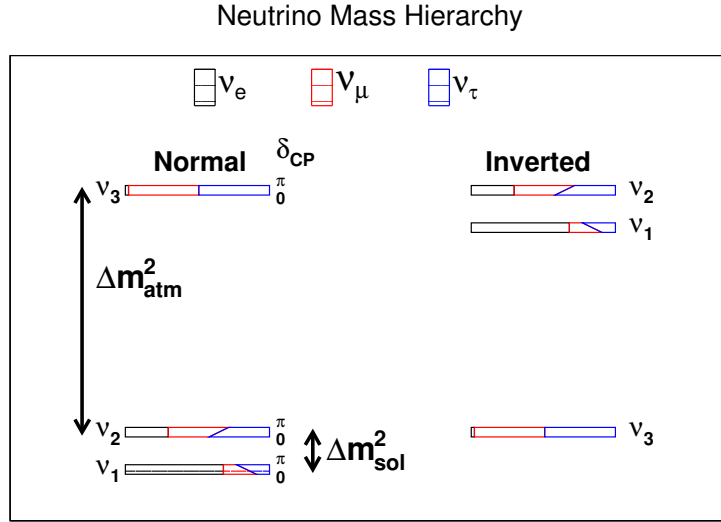 Neutrino Mass Hierarchy
νe νμ ντ
Normal δCP Inverted
ν3 π 0 ν2
ν1
Δm²atm
ν2 π 0 ν3
Δm²sol
ν1 π 0